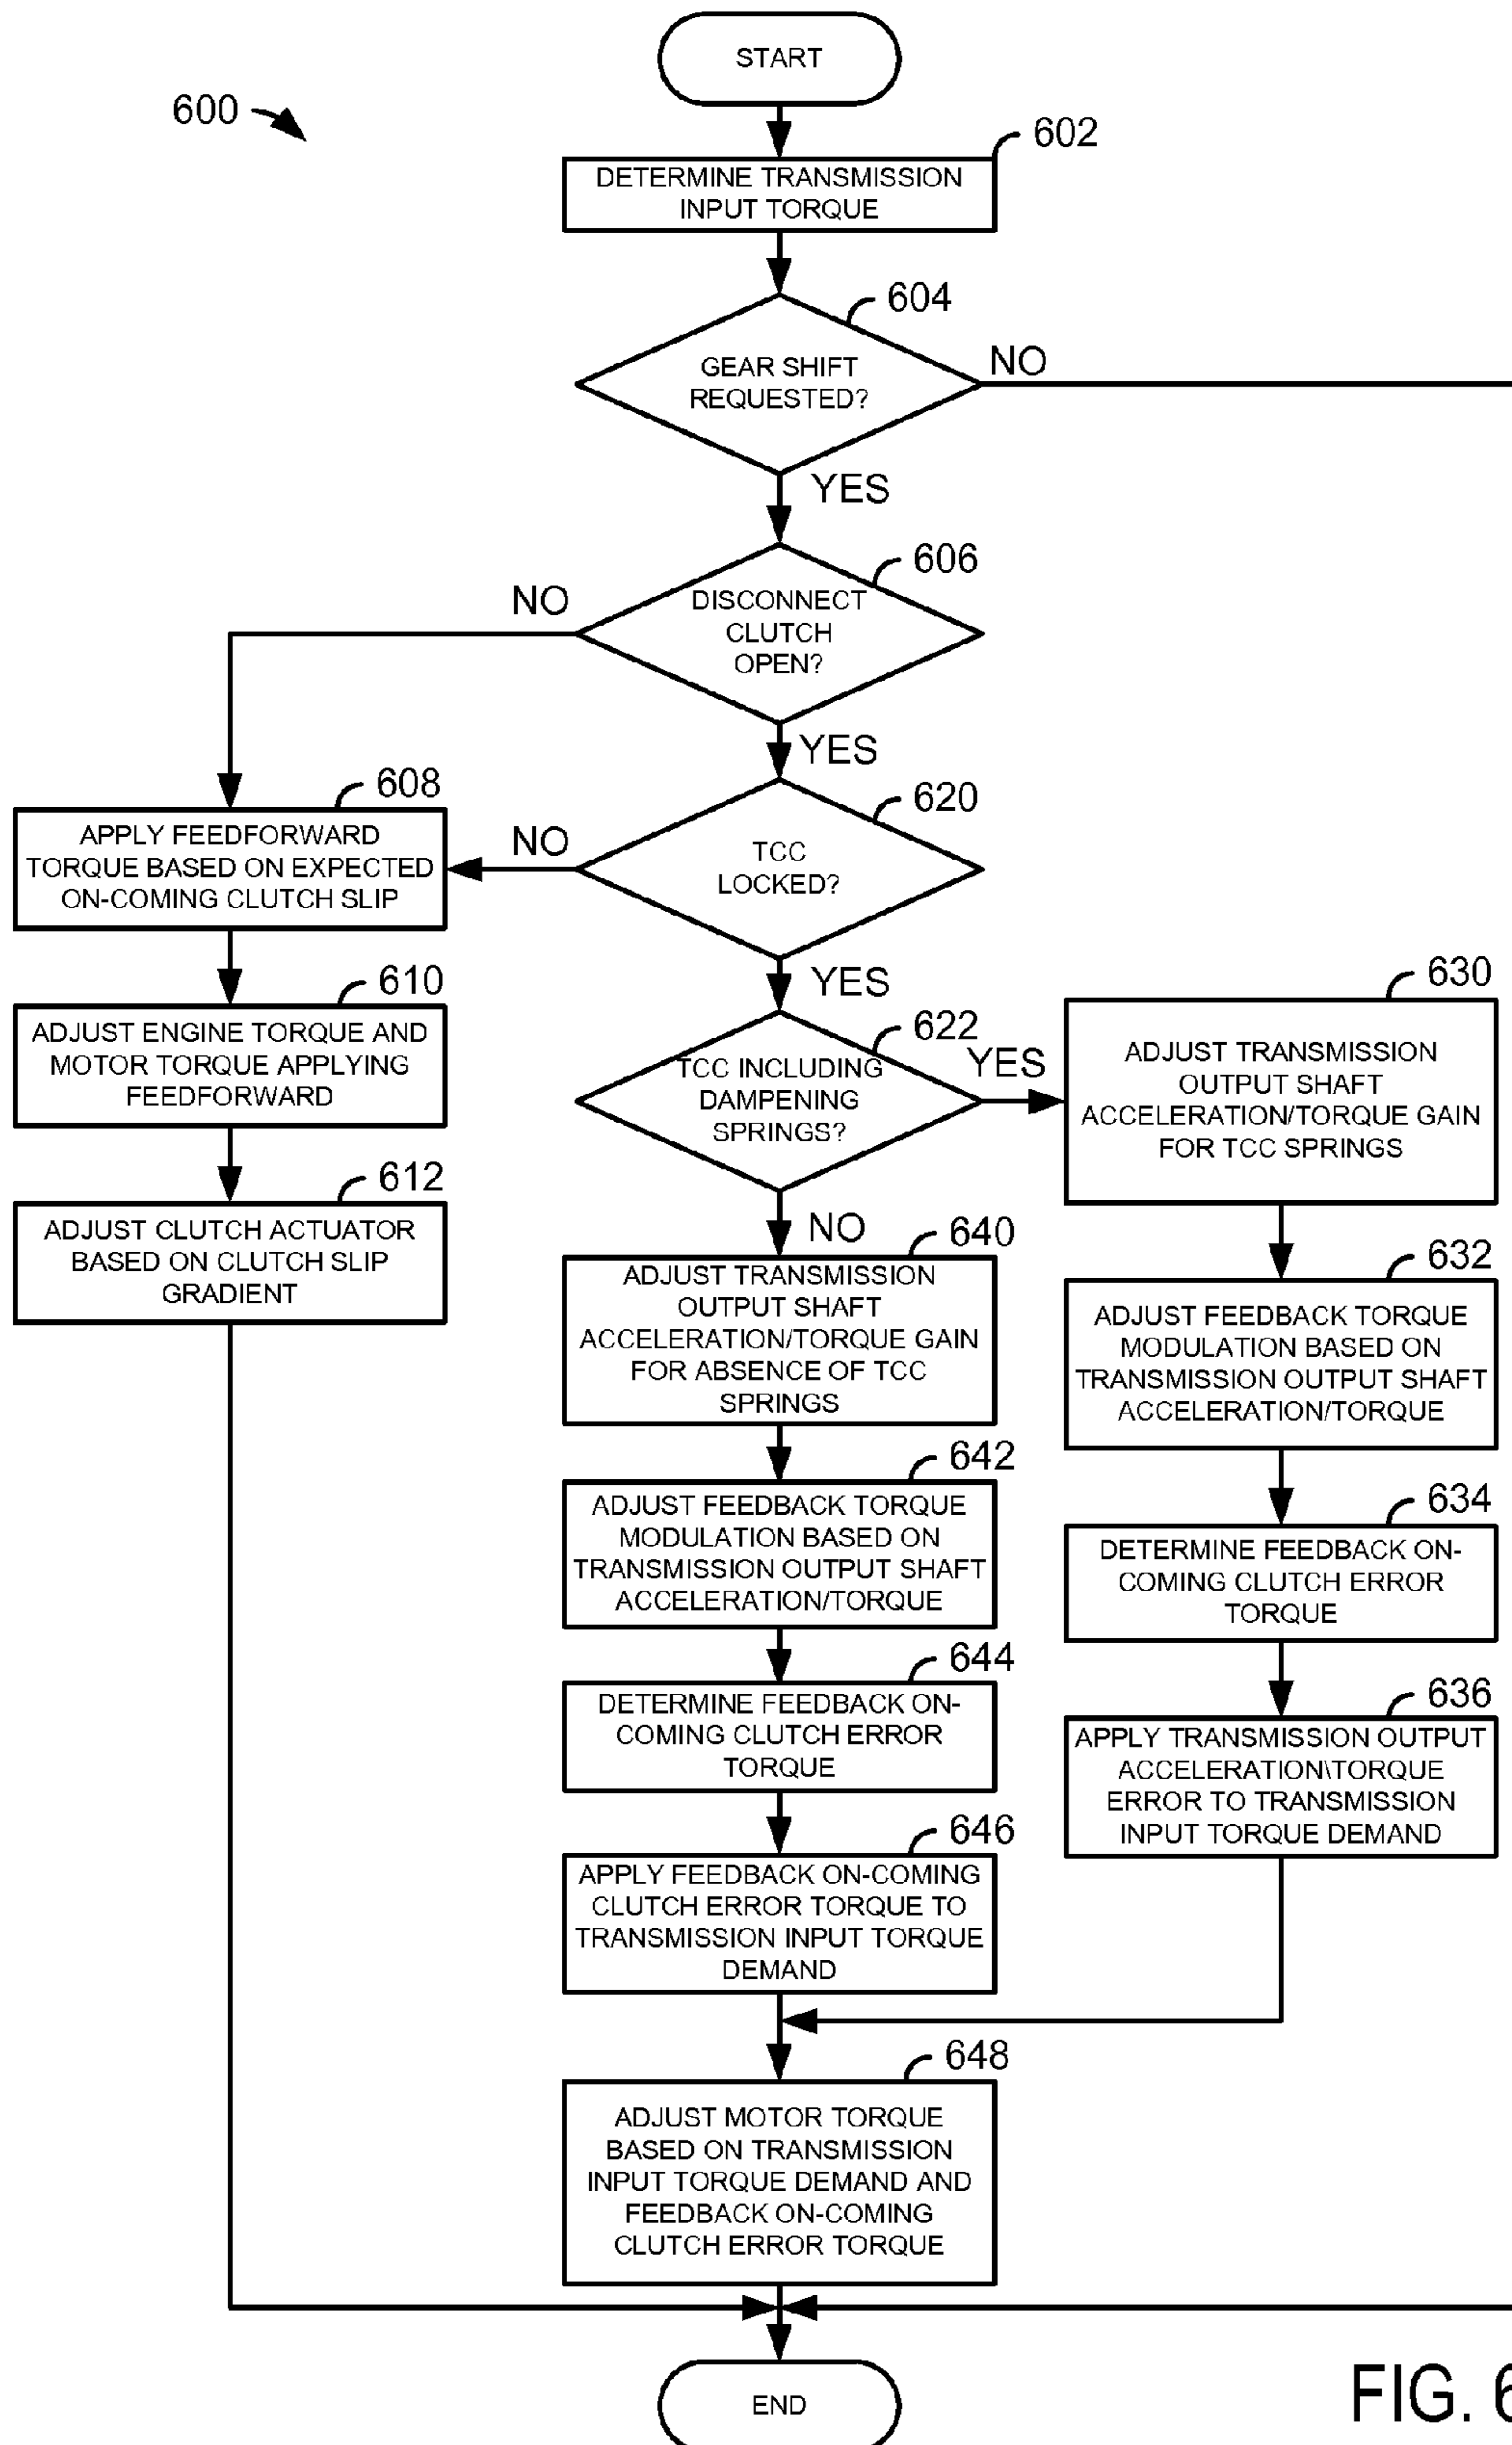 START
600
602
DETERMINE TRANSMISSION
INPUT TORQUE
604
GEAR SHIFT
REQUESTED?
NO
YES
606
DISCONNECT
CLUTCH
OPEN?
NO
YES
608
APPLY FEEDFORWARD
TORQUE BASED ON EXPECTED
ON-COMING CLUTCH SLIP
620
TCC
LOCKED?
NO
YES
610
ADJUST ENGINE TORQUE AND
MOTOR TORQUE APPLYING
FEEDFORWARD
612
ADJUST CLUTCH ACTUATOR
BASED ON CLUTCH SLIP
GRADIENT
622
TCC INCLUDING
DAMPENING
SPRINGS?
YES
NO
630
ADJUST TRANSMISSION
OUTPUT SHAFT
ACCELERATION/TORQUE GAIN
FOR TCC SPRINGS
632
ADJUST FEEDBACK TORQUE
MODULATION BASED ON
TRANSMISSION OUTPUT SHAFT
ACCELERATION/TORQUE
634
DETERMINE FEEDBACK ON-
COMING CLUTCH ERROR
TORQUE
636
APPLY TRANSMISSION OUTPUT
ACCELERATION\TORQUE
ERROR TO TRANSMISSION
INPUT TORQUE DEMAND
640
ADJUST TRANSMISSION
OUTPUT SHAFT
ACCELERATION/TORQUE GAIN
FOR ABSENCE OF TCC
SPRINGS
642
ADJUST FEEDBACK TORQUE
MODULATION BASED ON
TRANSMISSION OUTPUT SHAFT
ACCELERATION/TORQUE
644
DETERMINE FEEDBACK ON-
COMING CLUTCH ERROR
TORQUE
646
APPLY FEEDBACK ON-COMING
CLUTCH ERROR TORQUE TO
TRANSMISSION INPUT TORQUE
DEMAND
648
ADJUST MOTOR TORQUE
BASED ON TRANSMISSION
INPUT TORQUE DEMAND AND
FEEDBACK ON-COMING
CLUTCH ERROR TORQUE
END
FIG. 6